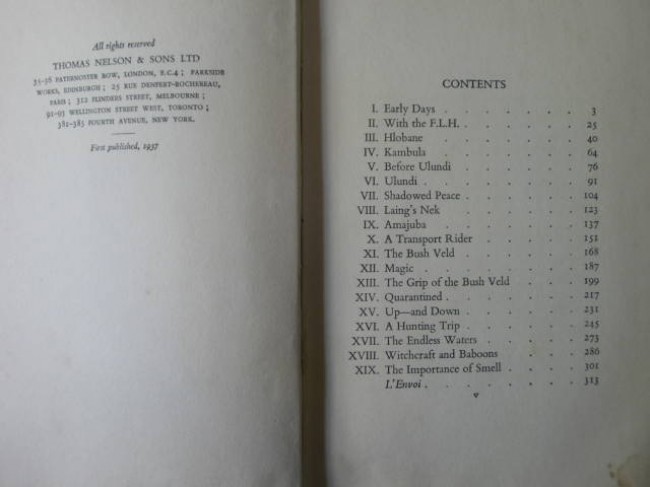 All rights reserved
THOMAS NELSON & SONS LTD
35-36 PATERNOSTER ROW, LONDON, E.C.4; PARKSIDE
WORKS, EDINBURGH; 25 RUE DENFERT-ROCHEREAU,
PARIS; 312 FLINDERS STREET, MELBOURNE;
91-93 WELLINGTON STREET WEST, TORONTO;
381-385 FOURTH AVENUE, NEW YORK.
First published, 1937
CONTENTS
I. Early Days . . . . . . 3
II. With the F.L.H. . . . . . . 25
III. Hlobane . . . . . . 40
IV. Kambula . . . . . . 64
V. Before Ulundi . . . . . . 76
VI. Ulundi . . . . . . . 91
VII. Shadowed Peace . . . . . . 104
VIII. Laing's Nek . . . . . . 123
IX. Amajuba . . . . . . 137
X. A Transport Rider . . . . . 151
XI. The Bush Veld . . . . . . 168
XII. Magic . . . . . . . 187
XIII. The Grip of the Bush Veld . . . . 199
XIV. Quarantined . . . . . . . 217
XV. Up—and Down . . . . . . 231
XVI. A Hunting Trip . . . . . . 245
XVII. The Endless Waters . . . . . 273
XVIII. Witchcraft and Baboons . . . . 286
XIX. The Importance of Smell . . . . . 301
L'Envoi . . . . . . . 313
v